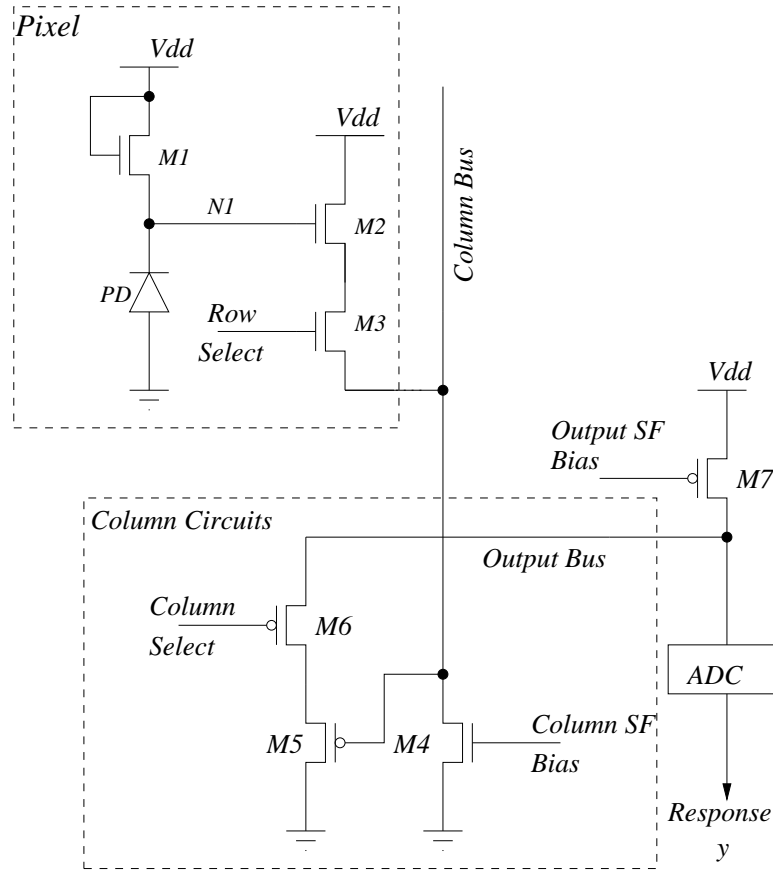 Pixel
Vdd
M1
Vdd
N1
M2
PD
Row
Select
M3
Column Bus
Vdd
Output SF
Bias
M7
Column Circuits
Output Bus
Column
Select
M6
ADC
M5
M4
Column SF
Bias
Response
y